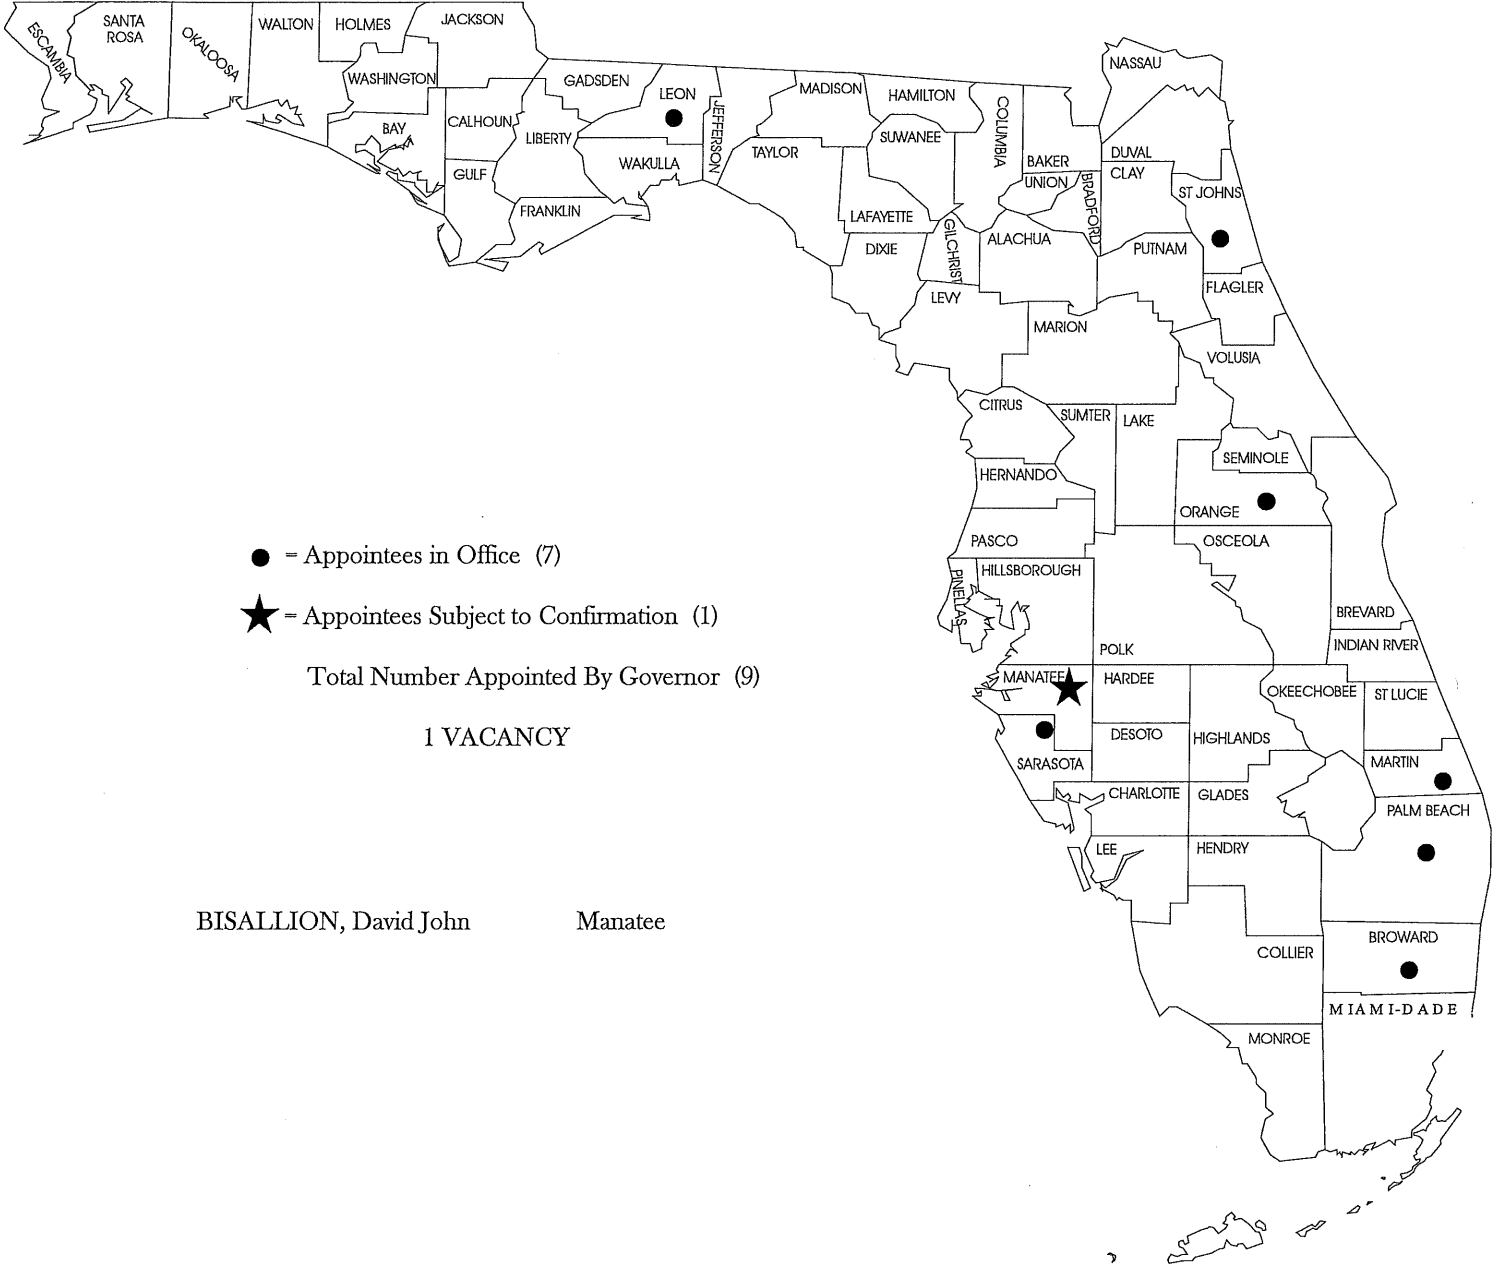 ESCAMBIA
SANTA
ROSA
OKALOOSA
WALTON
HOLMES
JACKSON
WASHINGTON
BAY
GADSDEN
LEON
JEFFERSON
MADISON
HAMILTON
COLUMBIA
NASSAU
CALHOUN
LIBERTY
WAKULLA
TAYLOR
SUWANEE
BAKER
DUVAL
GULF
FRANKLIN
LAFAYETTE
UNION
BRADFORD
CLAY
ST JOHNS
DIXIE
GILCHRIST
ALACHUA
PUTNAM
LEVY
FLAGLER
MARION
VOLUSIA
CITRUS
SUMTER
LAKE
SEMINOLE
HERNANDO
ORANGE
PASCO
OSCEOLA
PINELLAS
HILLSBOROUGH
BREVARD
POLK
INDIAN RIVER
MANATEE
HARDEE
OKEECHOBEE
ST LUCIE
DESOTO
HIGHLANDS
SARASOTA
MARTIN
CHARLOTTE
GLADES
PALM BEACH
LEE
HENDRY
BROWARD
COLLIER
MIAMI-DADE
MONROE
= Appointees in Office (7)
= Appointees Subject to Confirmation (1)
Total Number Appointed By Governor (9)
1 VACANCY
BISALLION, David John Manatee